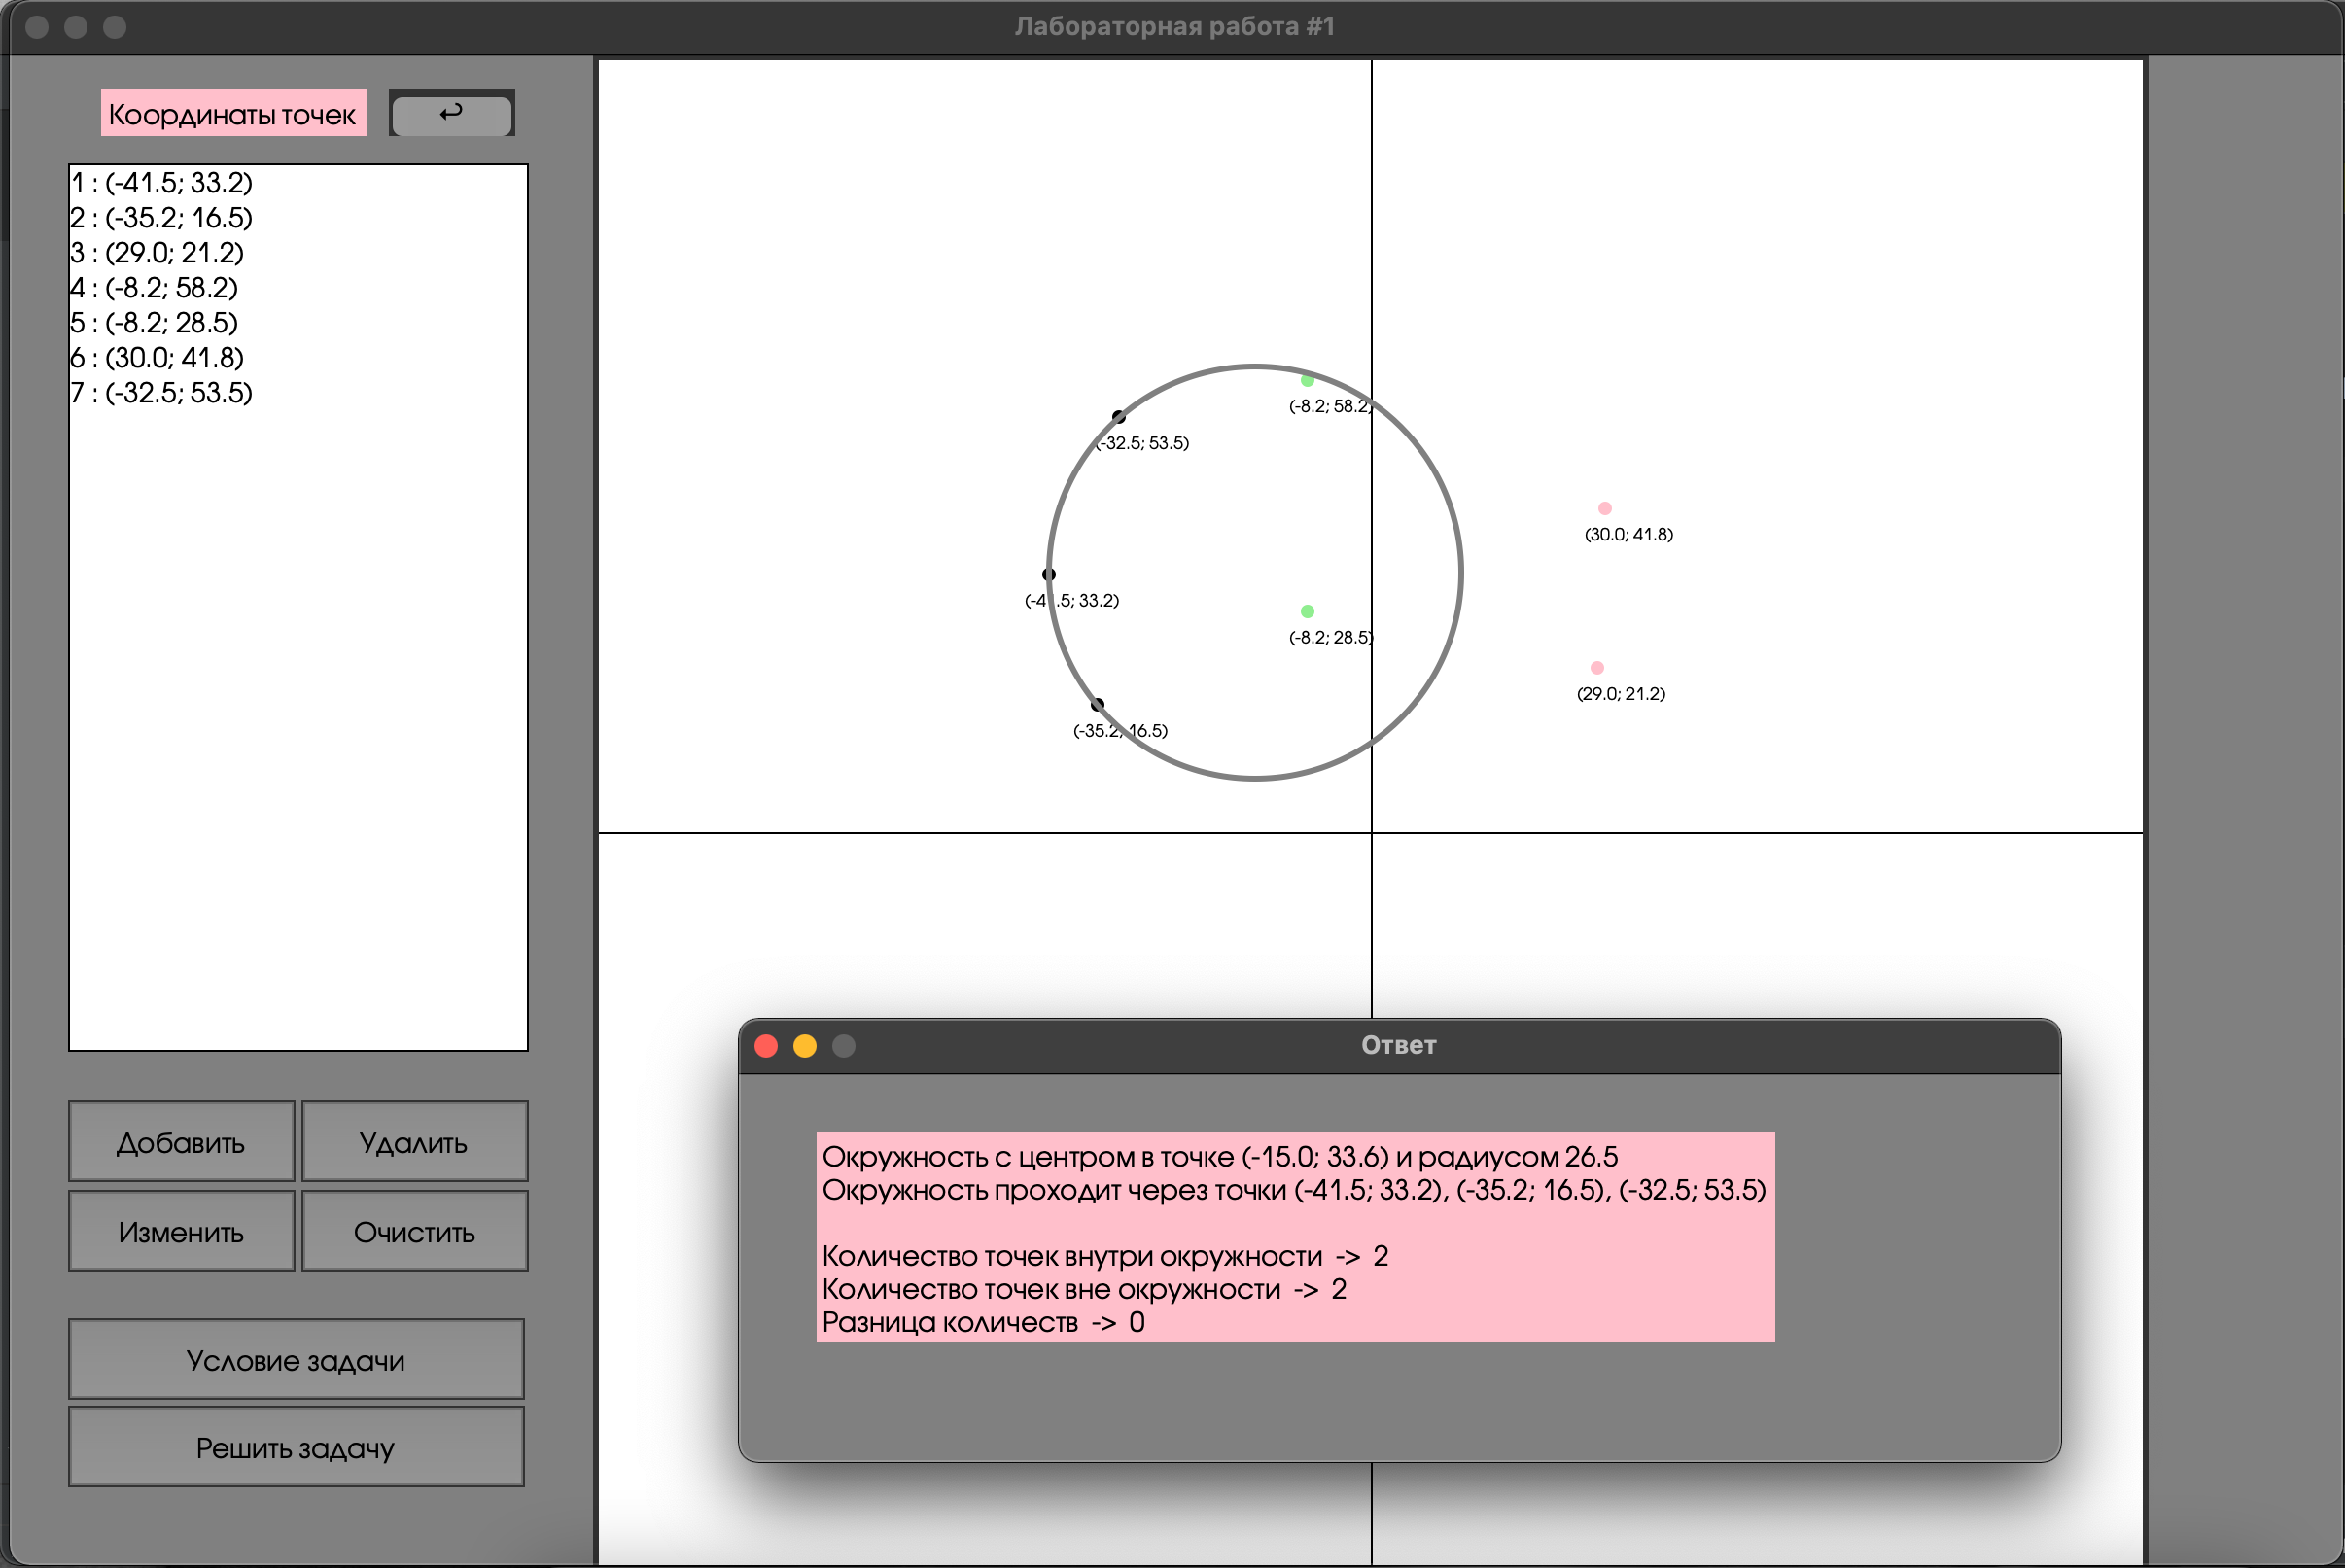 Лабораторная работа #1
Координаты точек
1 : (-41.5; 33.2)
2 : (-35.2; 16.5)
3 : (29.0; 21.2)
4 : (-8.2; 58.2)
5 : (-8.2; 28.5)
6 : (30.0; 41.8)
7 : (-32.5; 53.5)
(-8.2; 58.2)
(-32.5; 53.5)
(30.0; 41.8)
(-41.5; 33.2)
(-8.2; 28.5)
(29.0; 21.2)
(-35.2; 16.5)
Добавить
Удалить
Изменить
Очистить
Условие задачи
Решить задачу
Ответ
Окружность с центром в точке (-15.0; 33.6) и радиусом 26.5
Окружность проходит через точки (-41.5; 33.2), (-35.2; 16.5), (-32.5; 53.5)
Количество точек внутри окружности -> 2
Количество точек вне окружности -> 2
Разница количеств -> 0